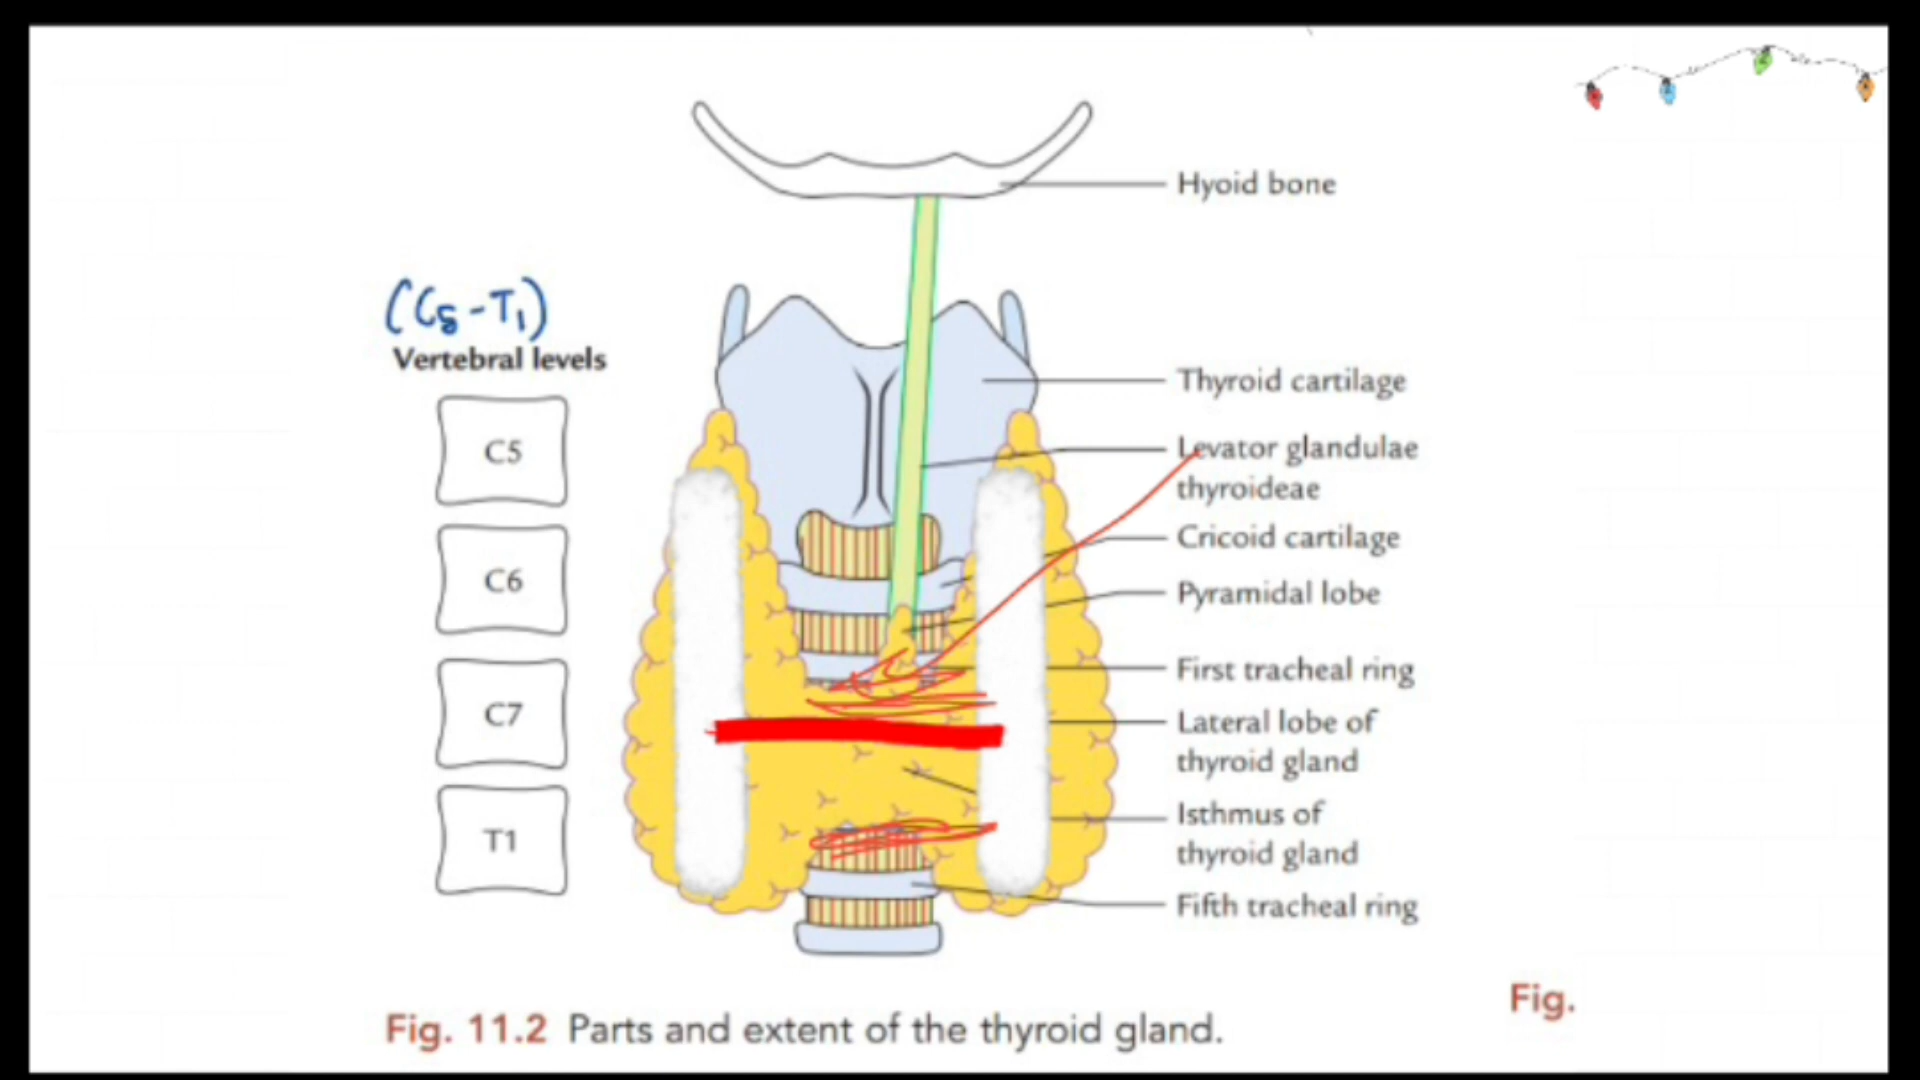 (C5-T1)
Vertebral levels
C5
C6
C7
T1
Hyoid bone
Thyroid cartilage
Levator glandulae
thyroideae
Cricoid cartilage
Pyramidal lobe
First tracheal ring
Lateral lobe of
thyroid gland
Isthmus of
thyroid gland
Fifth tracheal ring
Fig.
Fig. 11.2 Parts and extent of the thyroid gland.